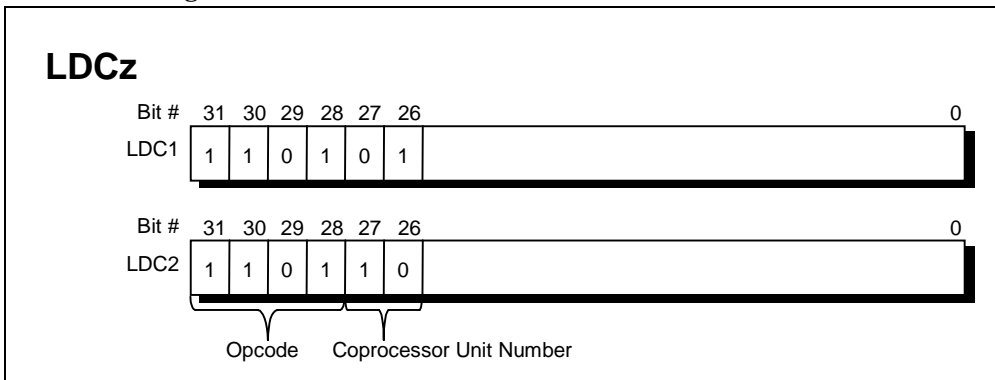 LDCz
Bit # 31 30 29 28 27 26 0
LDC1 1 1 0 1 0 1
Bit # 31 30 29 28 27 26 0
LDC2 1 1 0 1 1 0
Opcode Coprocessor Unit Number